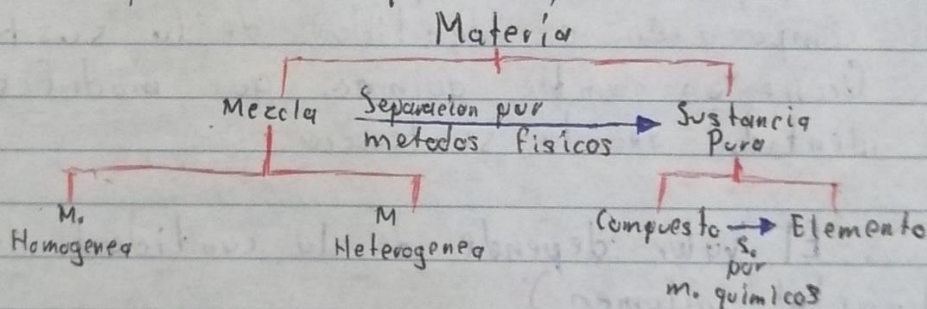 Materia
Mezcla Separacion por metodos fisicos Sustancia Pura
M. Homogenea
M Heterogenea
Compuesto
S. por m. quimicos
Elemento